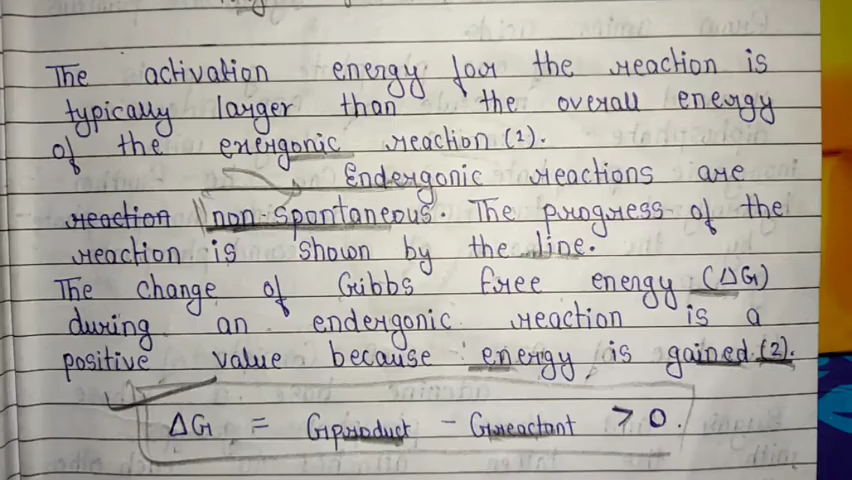 The activation energy for the reaction is
typically larger than the overall energy
of the exergonic reaction (2).
Endergonic reactions are
reaction non-spontaneous. The progress of the
reaction is shown by the line.
The change of Gibbs free energy (ΔG)
during an endergonic reaction is a
positive value because energy is gained (2).
ΔG = Gproduct - Greactant > 0.